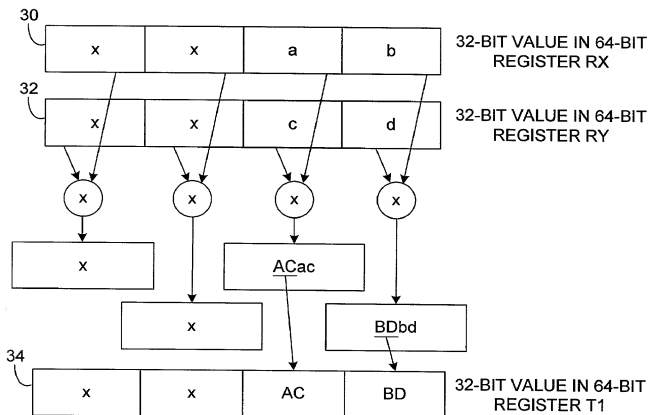 30
x x a b
32-BIT VALUE IN 64-BIT
REGISTER RX
32
x x c d
32-BIT VALUE IN 64-BIT
REGISTER RY
x x x x
x
ACac
x
BDbd
34
x x AC BD
32-BIT VALUE IN 64-BIT
REGISTER T1